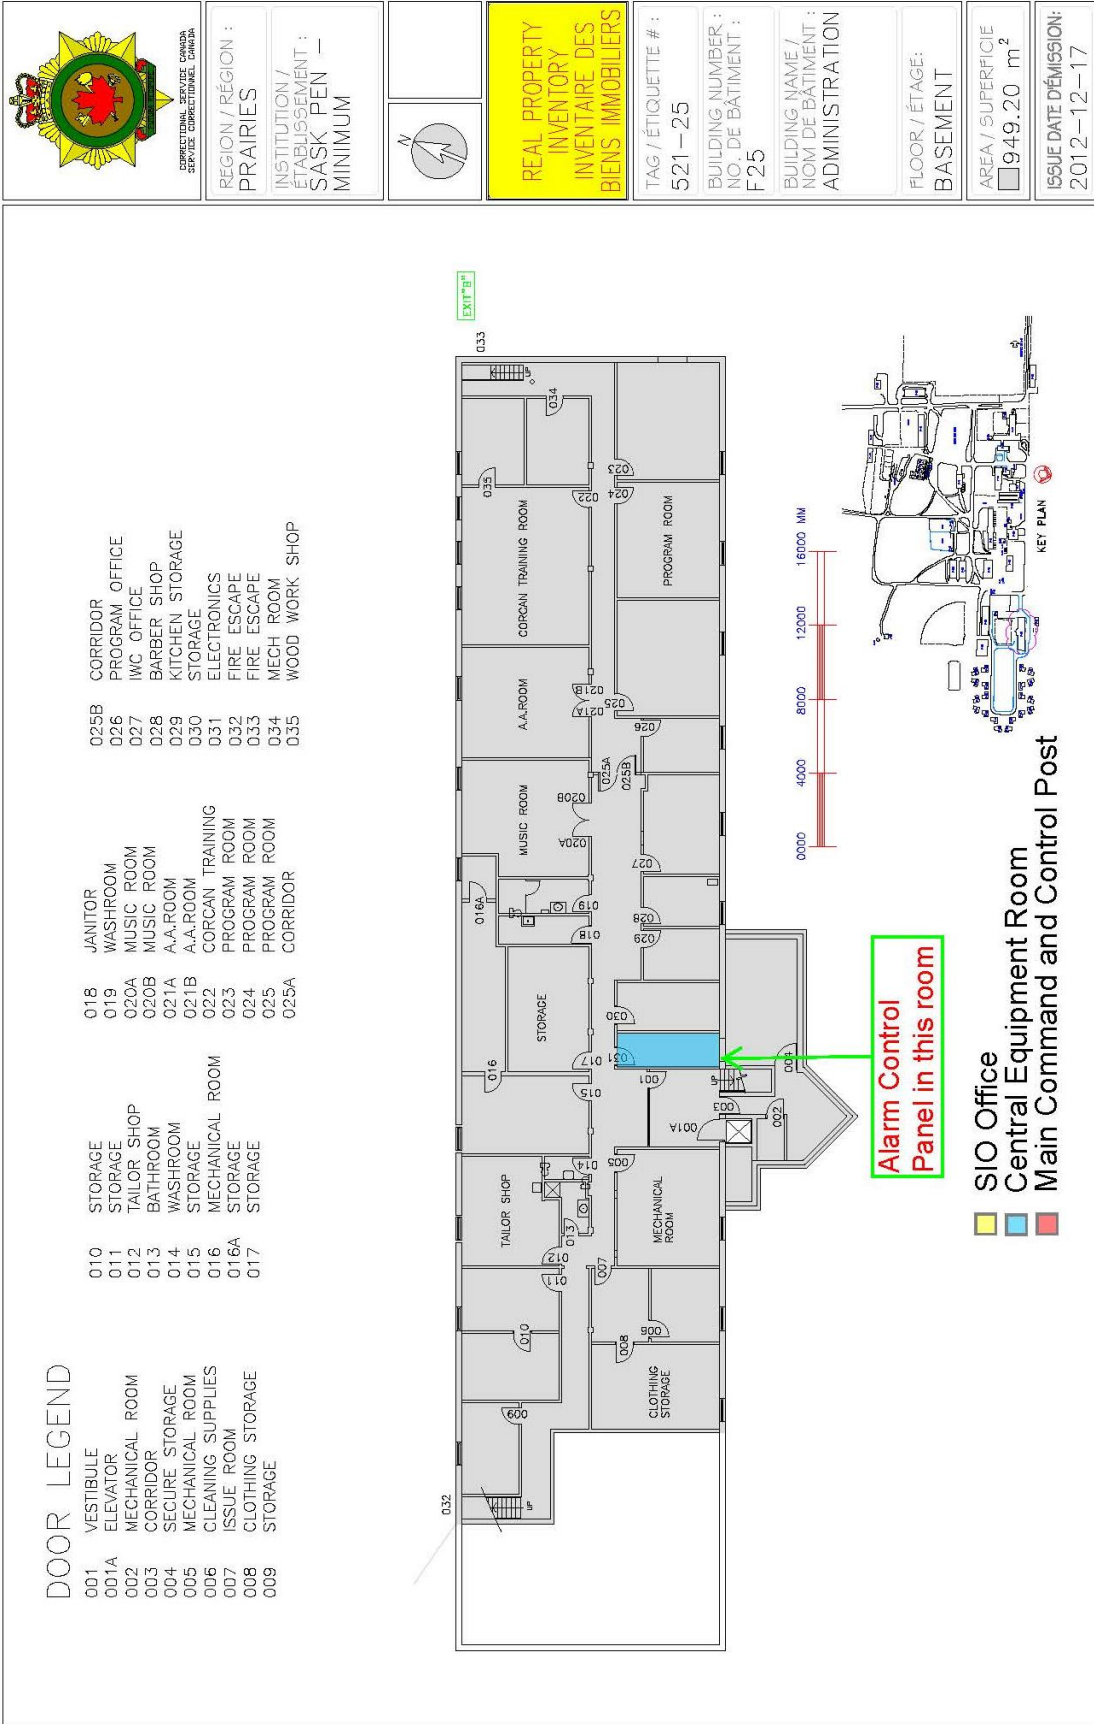 CORRECTIONAL SERVICE CANADA
SERVICE CORRECTIONNEL CANADA
REGION / RÉGION :
PRAIRIES
INSTITUTION /
ÉTABLISSEMENT :
SASK PEN –
MINIMUM
N
REAL PROPERTY
INVENTORY
INVENTAIRE DES
BIENS IMMOBILIERS
TAG / ÉTIQUETTE # :
521-25
BUILDING NUMBER :
NO. DE BÂTIMENT :
F25
BUILDING NAME /
NOM DE BÂTIMENT :
ADMINISTRATION
FLOOR / ÉTAGE:
BASEMENT
AREA / SUPERFICIE
949.20 m²
ISSUE DATE D'ÉMISSION:
2012-12-17
DOOR LEGEND
001 VESTIBULE
001A ELEVATOR
002 MECHANICAL ROOM
003 CORRIDOR
004 SECURE STORAGE
005 MECHANICAL ROOM
006 CLEANING SUPPLIES
007 ISSUE ROOM
008 CLOTHING STORAGE
009 STORAGE
010 STORAGE
011 STORAGE
012 TAILOR SHOP
013 BATHROOM
014 WASHROOM
015 STORAGE
016 MECHANICAL ROOM
016A STORAGE
017 STORAGE
018 JANITOR
019 WASHROOM
020A MUSIC ROOM
020B MUSIC ROOM
021A A.A.ROOM
021B A.A.ROOM
022 CORCAN TRAINING
023 PROGRAM ROOM
024 PROGRAM ROOM
025 PROGRAM ROOM
025A CORRIDOR
025B CORRIDOR
026 PROGRAM OFFICE
027 IWC OFFICE
028 BARBER SHOP
029 KITCHEN STORAGE
030 STORAGE
031 ELECTRONICS
032 FIRE ESCAPE
033 FIRE ESCAPE
034 MECH ROOM
035 WOOD WORK SHOP
032
UP
009
010
011
TAILOR SHOP
012
013
014
015
016
STORAGE
017
018
016A
019
MUSIC ROOM
020A
020B
A.A.ROOM
021A
021B
CORCAN TRAINING ROOM
022
035
034
UP
033
EXIT"B"
CLOTHING
STORAGE
008
006
007
MECHANICAL
ROOM
005
001A
001
003
002
004
031
030
029
028
027
025A
025B
026
025
PROGRAM ROOM
024
023
Alarm Control
Panel in this room
0000 4000 8000 12000 16000 MM
KEY PLAN
SIO Office
Central Equipment Room
Main Command and Control Post